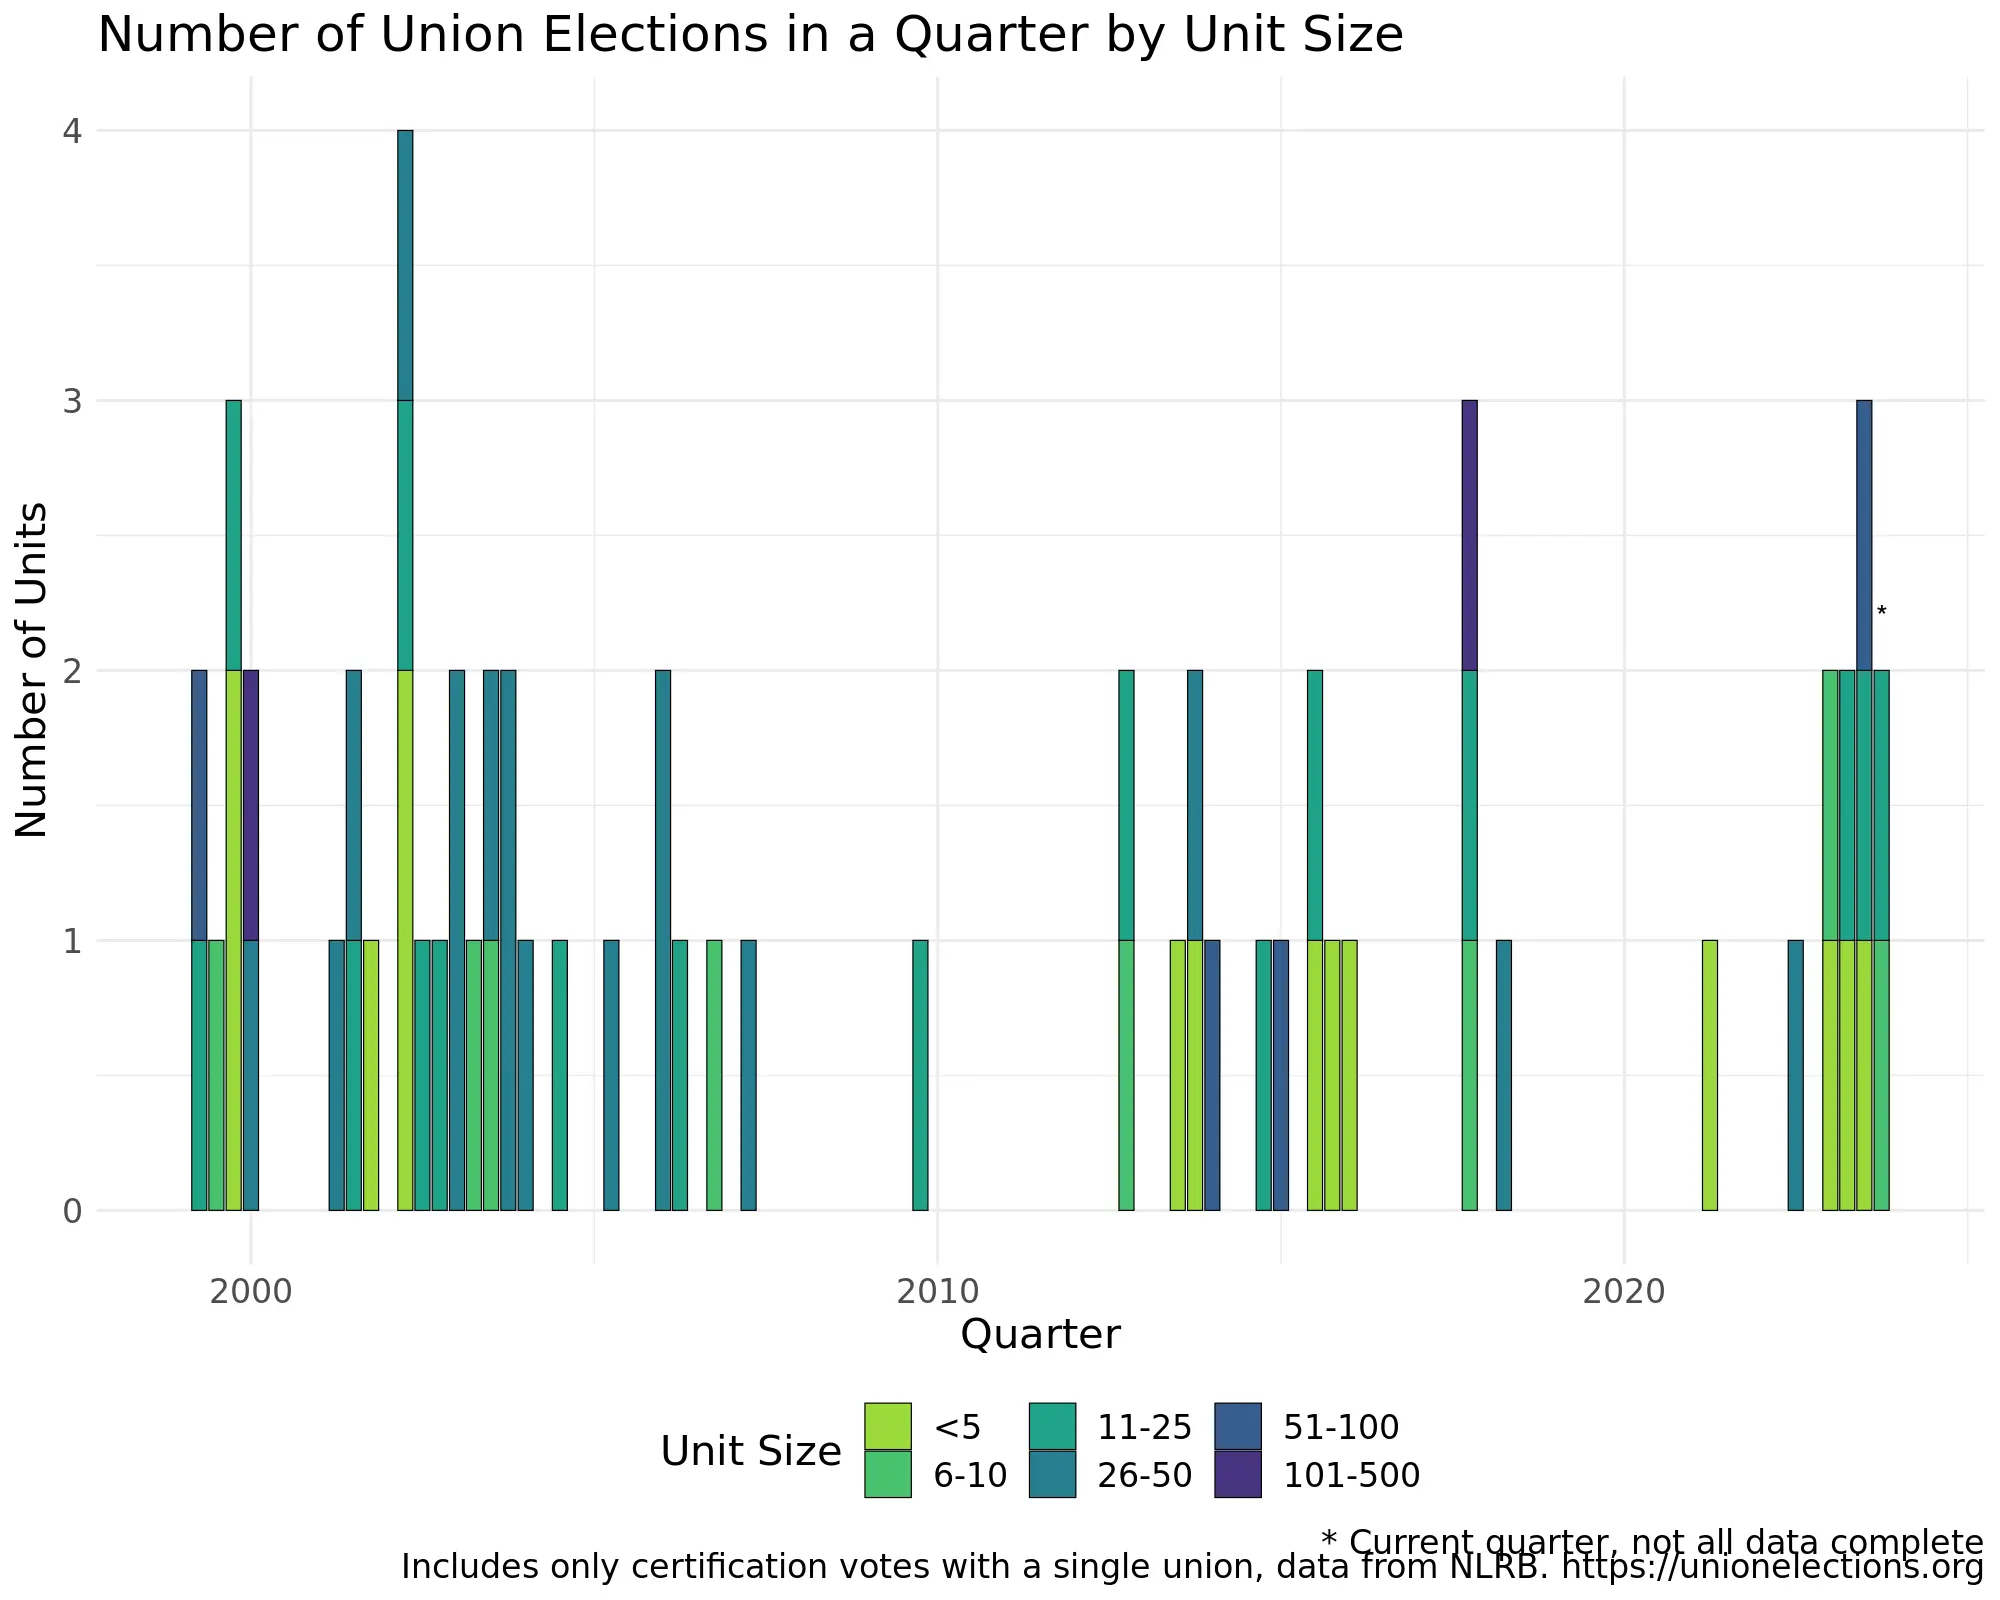 Number of Union Elections in a Quarter by Unit Size
Number of Units
4
3
2
1
0
*
2000 2010 2020
Quarter
Unit Size
<5 11-25 51-100
6-10 26-50 101-500
* Current quarter, not all data complete
Includes only certification votes with a single union, data from NLRB. https://unionelections.org